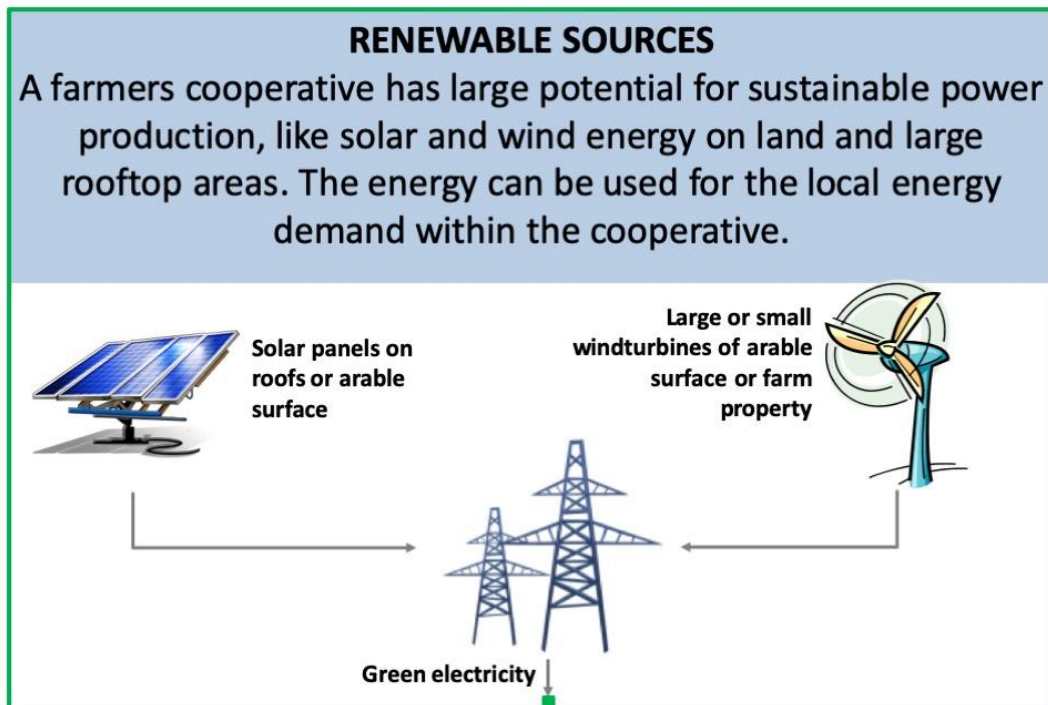 RENEWABLE SOURCES
A farmers cooperative has large potential for sustainable power
production, like solar and wind energy on land and large
rooftop areas. The energy can be used for the local energy
demand within the cooperative.
Solar panels on
roofs or arable
surface
Large or small
windturbines of arable
surface or farm
property
Green electricity